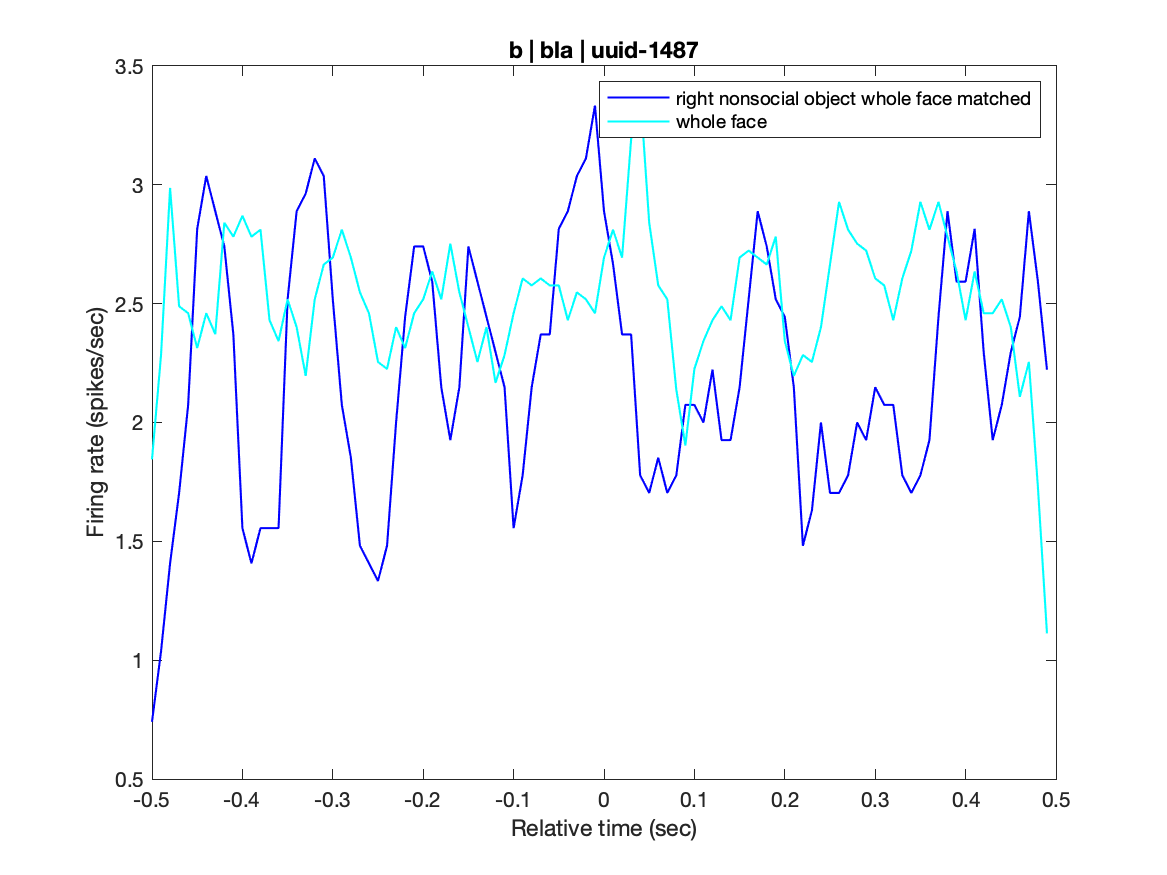 b | bla | uuid-1487
right nonsocial object whole face matched
whole face
3.5
3
2.5
2
1.5
1
0.5
Firing rate (spikes/sec)
-0.5 -0.4 -0.3 -0.2 -0.1 0 0.1 0.2 0.3 0.4 0.5
Relative time (sec)